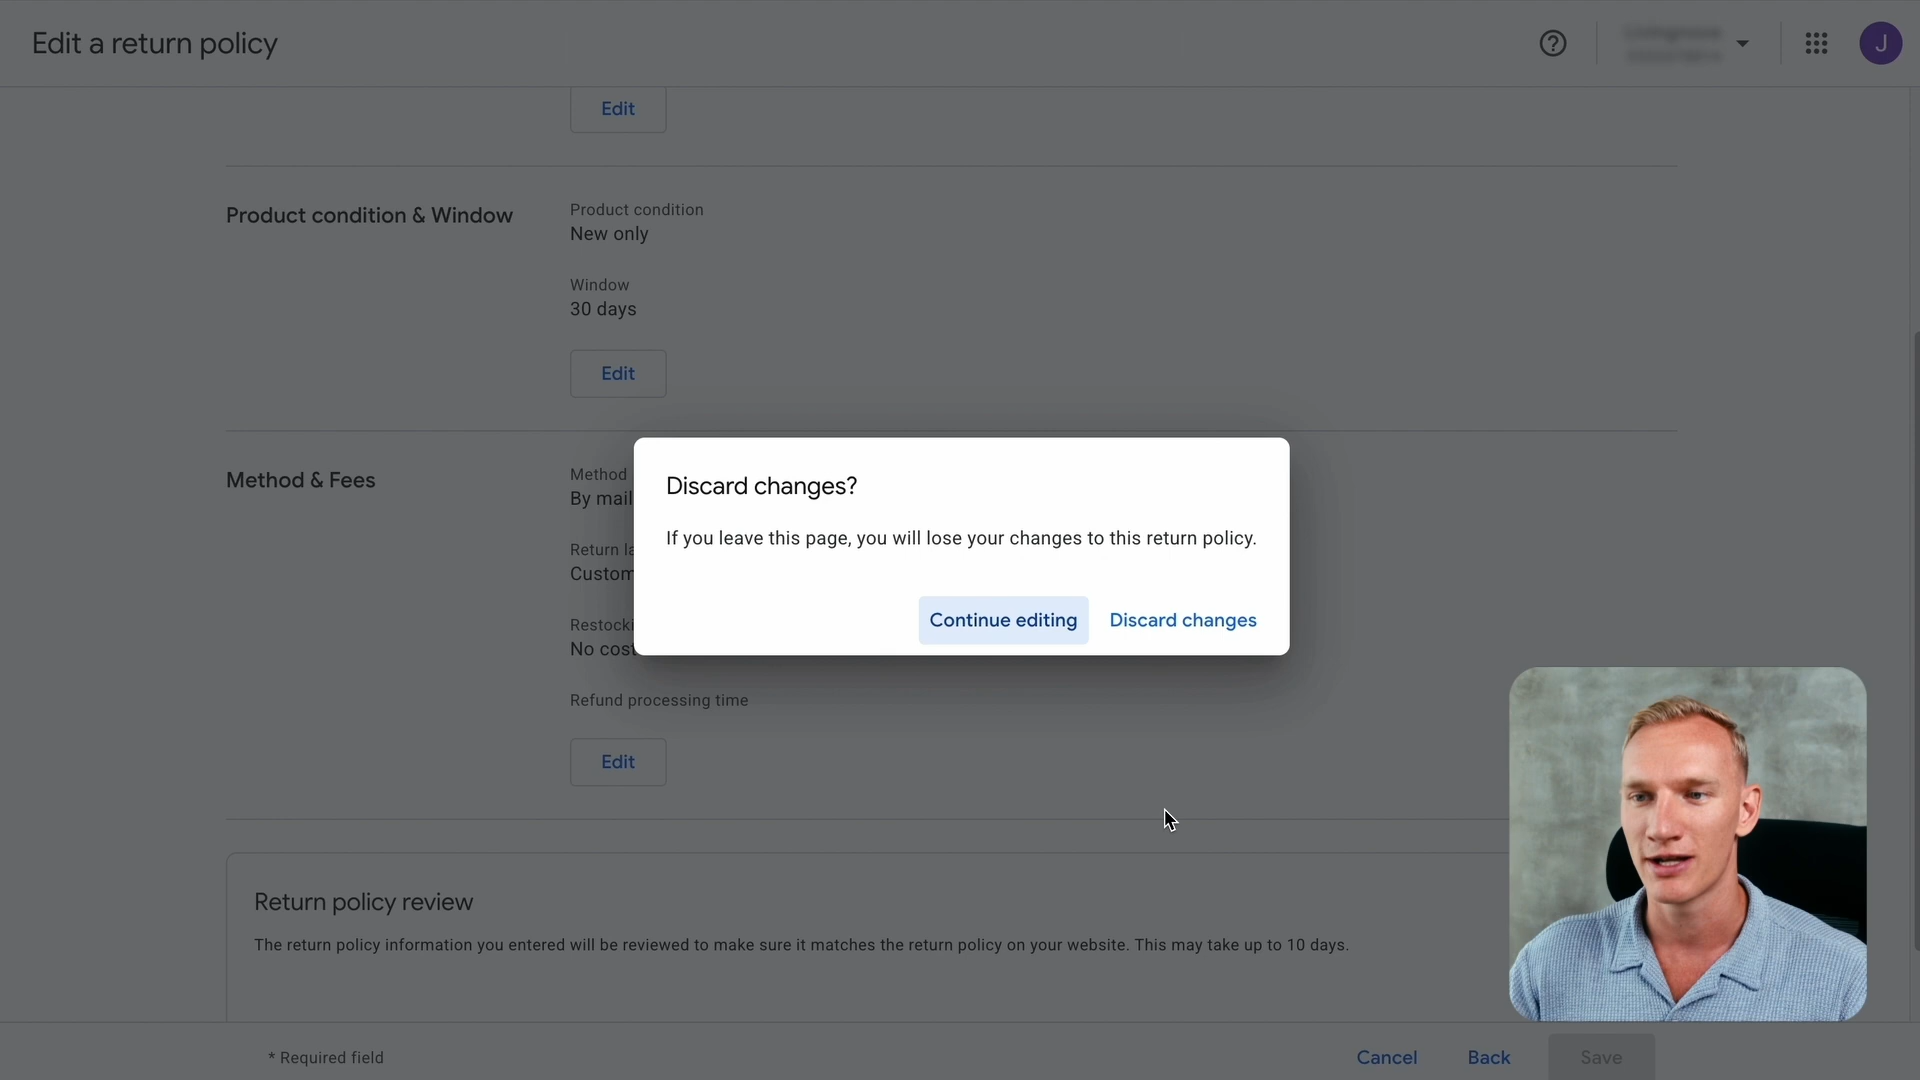 Edit a return policy
J
Edit
Product condition & Window
Product condition
New only
Window
30 days
Edit
Method & Fees
Method
By mail
Return la
Custom
Restocki
No cost
Refund processing time
Edit
Discard changes?
If you leave this page, you will lose your changes to this return policy.
Continue editing
Discard changes
Return policy review
The return policy information you entered will be reviewed to make sure it matches the return policy on your website. This may take up to 10 days.
* Required field
Cancel
Back
Save